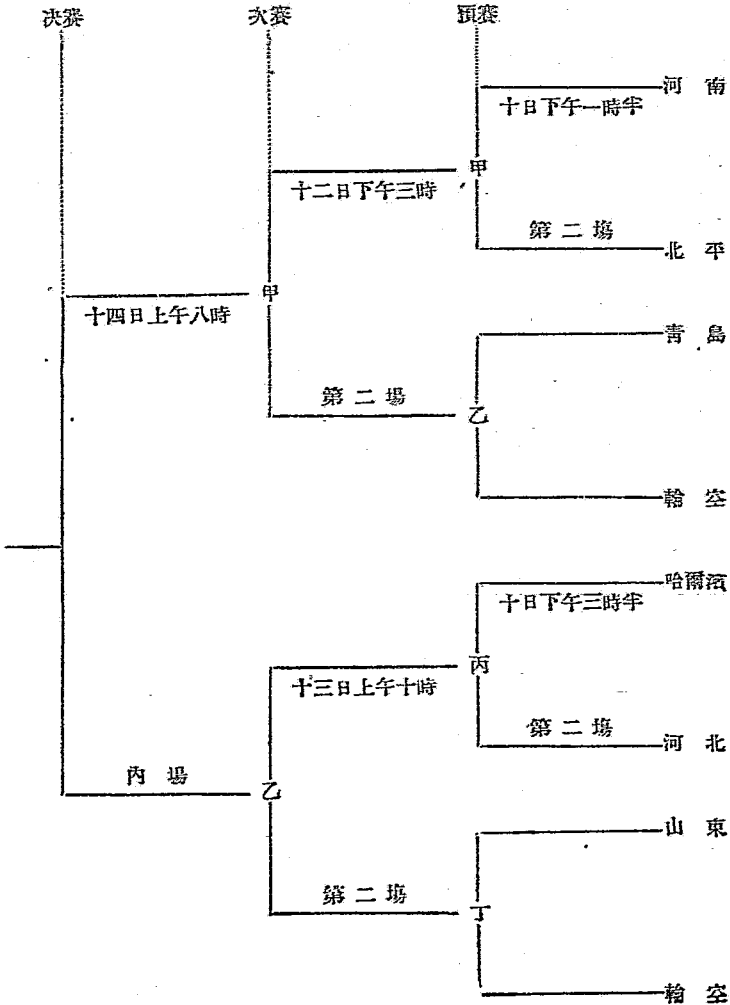 決賽 次賽 預賽
河南
十日下午一時半
甲
十二日下午三時
第二場
北平
甲
十四日上午八時
青島
第二場
乙
輪空
哈爾濱
十日下午三時半
丙
十三日上午十時
第二場
河北
內場
乙
山東
第二場
丁
輪空